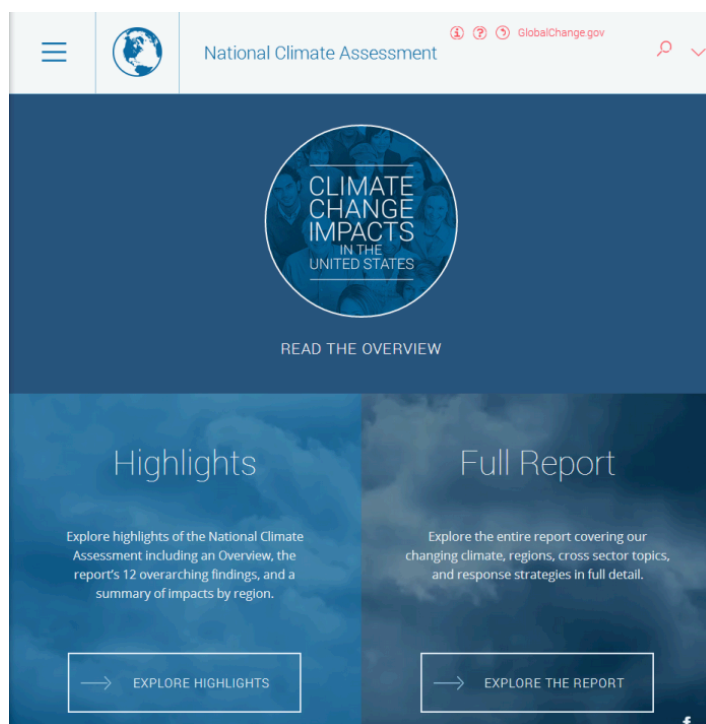 National Climate Assessment
GlobalChange.gov
CLIMATE
CHANGE
IMPACTS
IN THE
UNITED STATES
READ THE OVERVIEW
Highlights
Explore highlights of the National Climate
Assessment including an Overview, the
report's 12 overarching findings, and a
summary of impacts by region.
EXPLORE HIGHLIGHTS
Full Report
Explore the entire report covering our
changing climate, regions, cross sector topics,
and response strategies in full detail.
EXPLORE THE REPORT